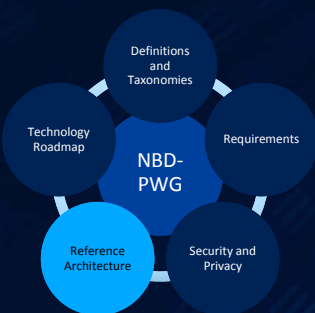 Definitions
and
Taxonomies
Technology
Roadmap
Requirements
NBD-
PWG
Reference
Architecture
Security and
Privacy